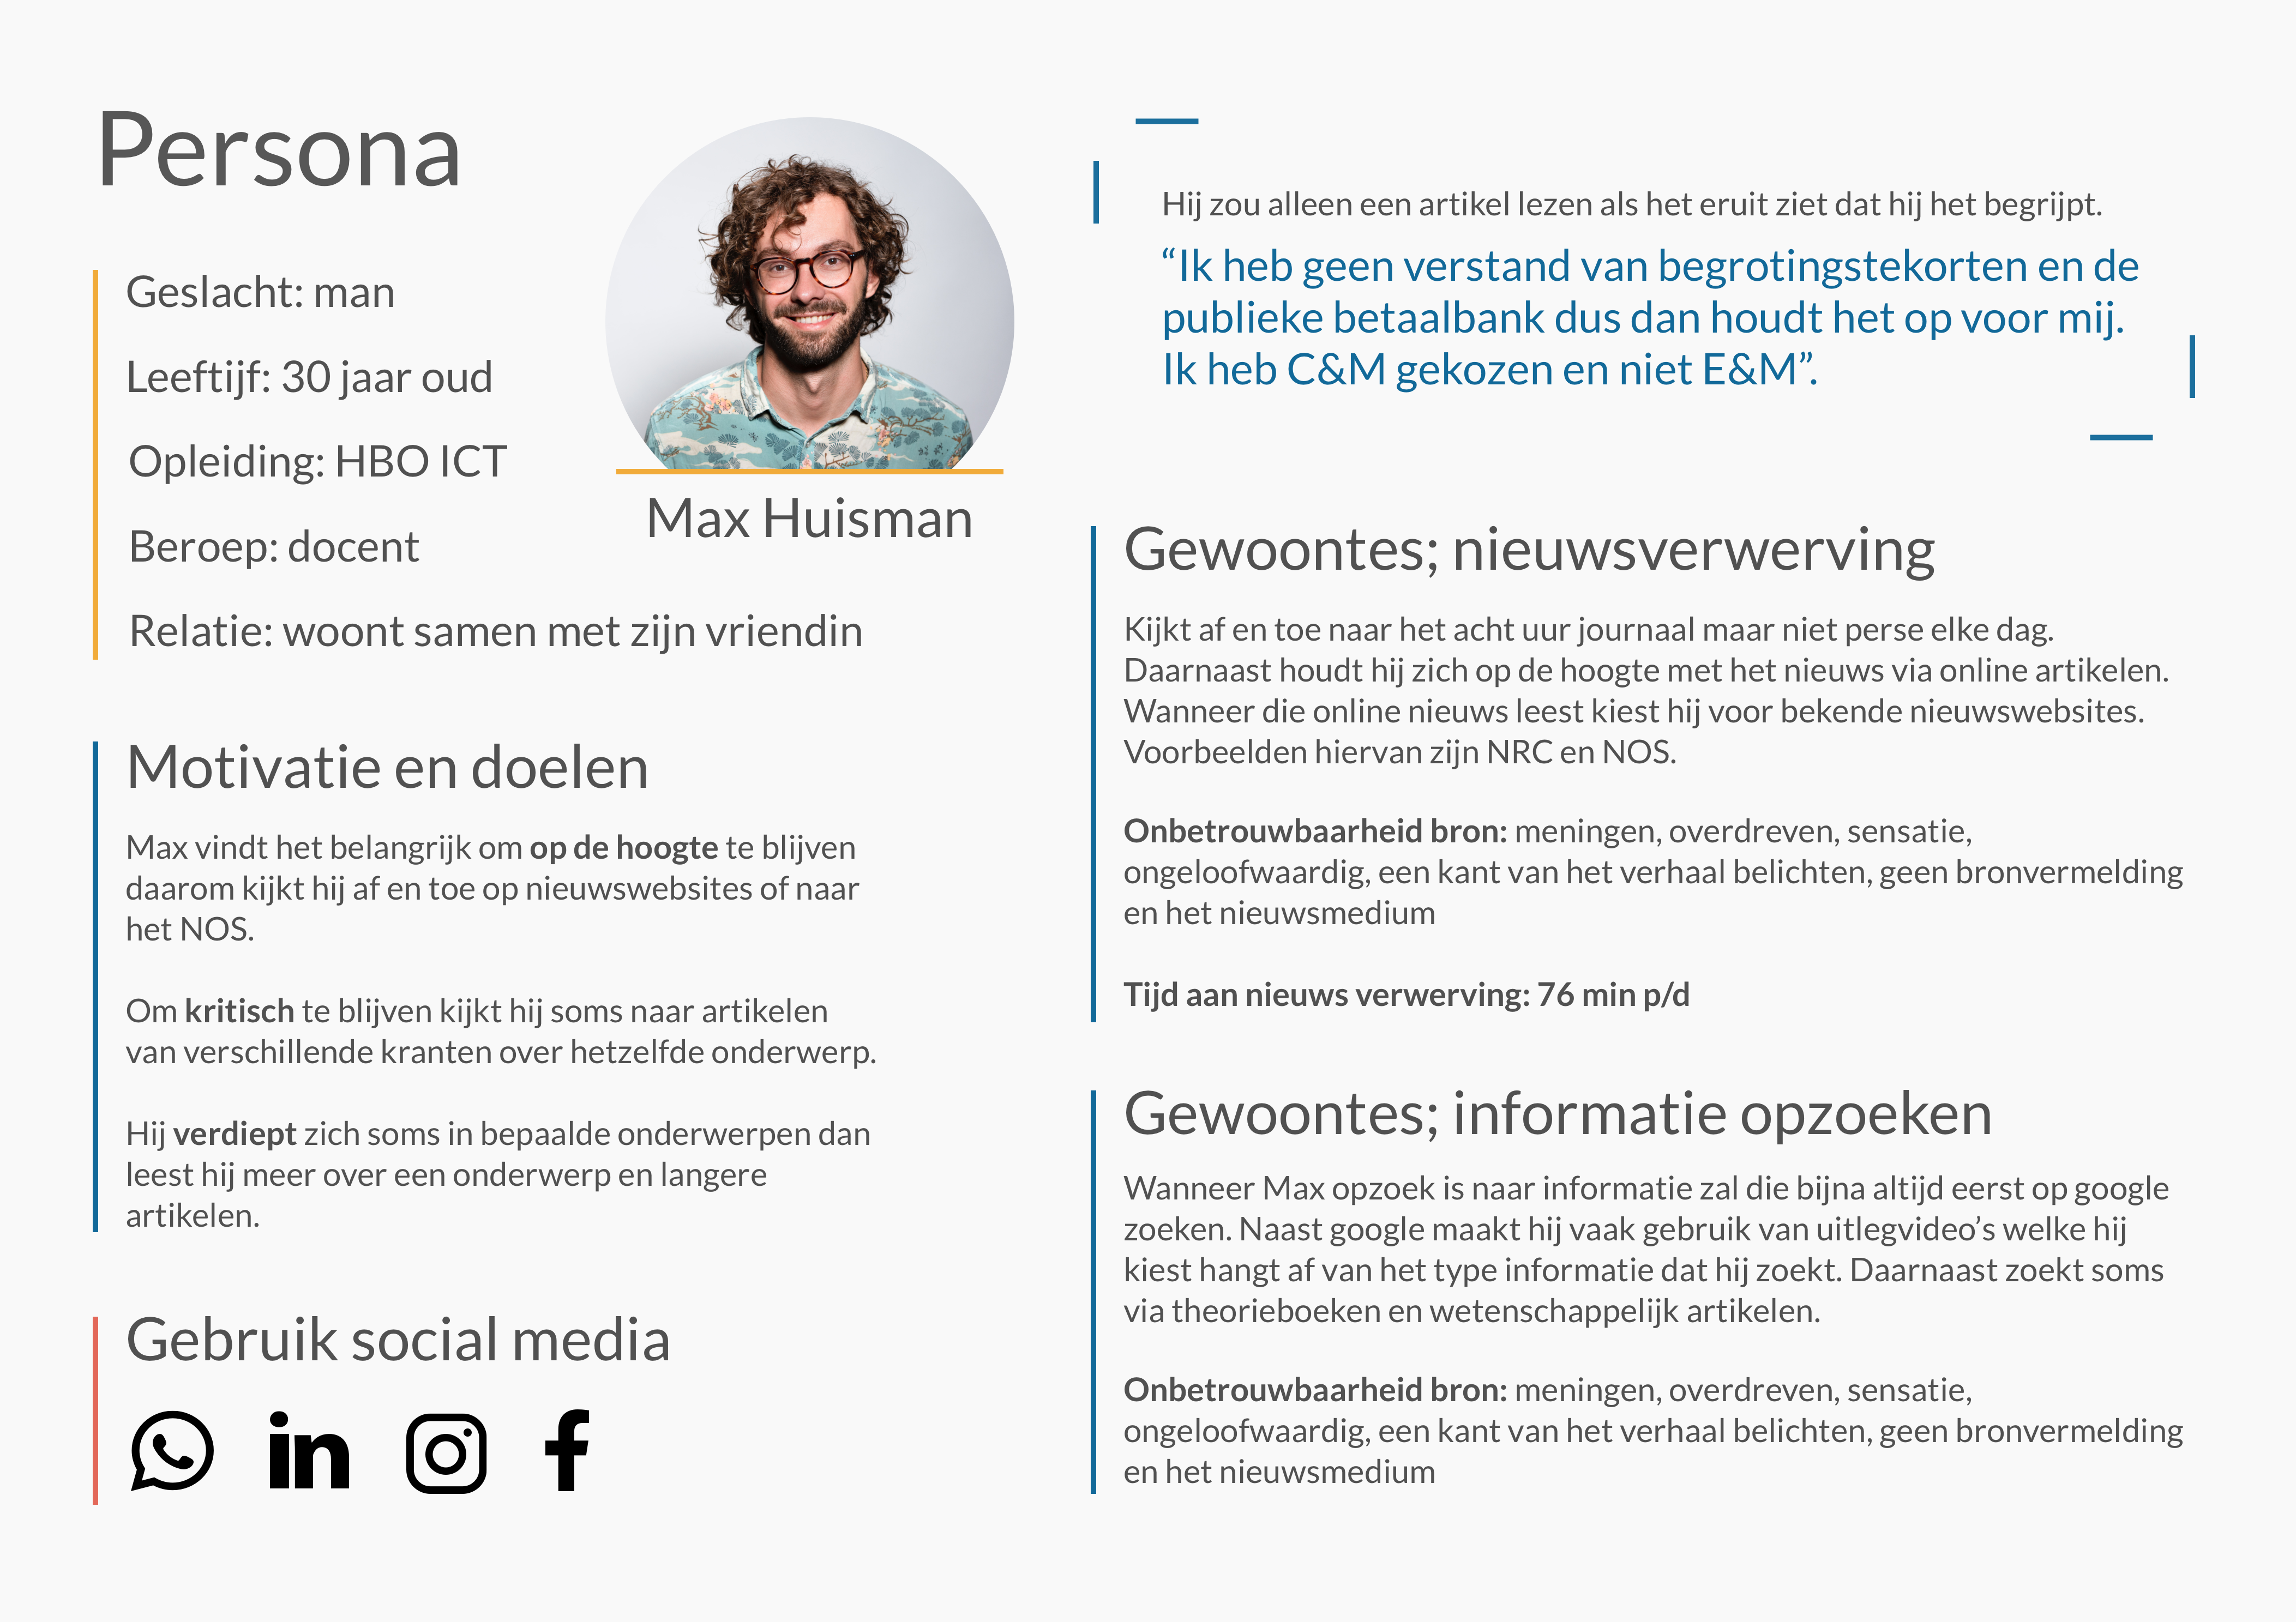 Persona
Geslacht: man
Leeftijf: 30 jaar oud
Opleiding: HBO ICT
Beroep: docent
Relatie: woont samen met zijn vriendin
Max Huisman
Motivatie en doelen
Max vindt het belangrijk om op de hoogte te blijven
daarom kijkt hij af en toe op nieuwswebsites of naar
het NOS.
Om kritisch te blijven kijkt hij soms naar artikelen
van verschillende kranten over hetzelfde onderwerp.
Hij verdiept zich soms in bepaalde onderwerpen dan
leest hij meer over een onderwerp en langere
artikelen.
Gebruik social media
in
f
Hij zou alleen een artikel lezen als het eruit ziet dat hij het begrijpt.
“Ik heb geen verstand van begrotingstekorten en de
publieke betaalbank dus dan houdt het op voor mij.
Ik heb C&M gekozen en niet E&M”.
Gewoontes; nieuwsverwerving
Kijkt af en toe naar het acht uur journaal maar niet perse elke dag.
Daarnaast houdt hij zich op de hoogte met het nieuws via online artikelen.
Wanneer die online nieuws leest kiest hij voor bekende nieuwswebsites.
Voorbeelden hiervan zijn NRC en NOS.
Onbetrouwbaarheid bron: meningen, overdreven, sensatie,
ongeloofwaardig, een kant van het verhaal belichten, geen bronvermelding
en het nieuwsmedium
Tijd aan nieuws verwerving: 76 min p/d
Gewoontes; informatie opzoeken
Wanneer Max opzoek is naar informatie zal die bijna altijd eerst op google
zoeken. Naast google maakt hij vaak gebruik van uitlegvideo’s welke hij
kiest hangt af van het type informatie dat hij zoekt. Daarnaast zoekt soms
via theorieboeken en wetenschappelijk artikelen.
Onbetrouwbaarheid bron: meningen, overdreven, sensatie,
ongeloofwaardig, een kant van het verhaal belichten, geen bronvermelding
en het nieuwsmedium